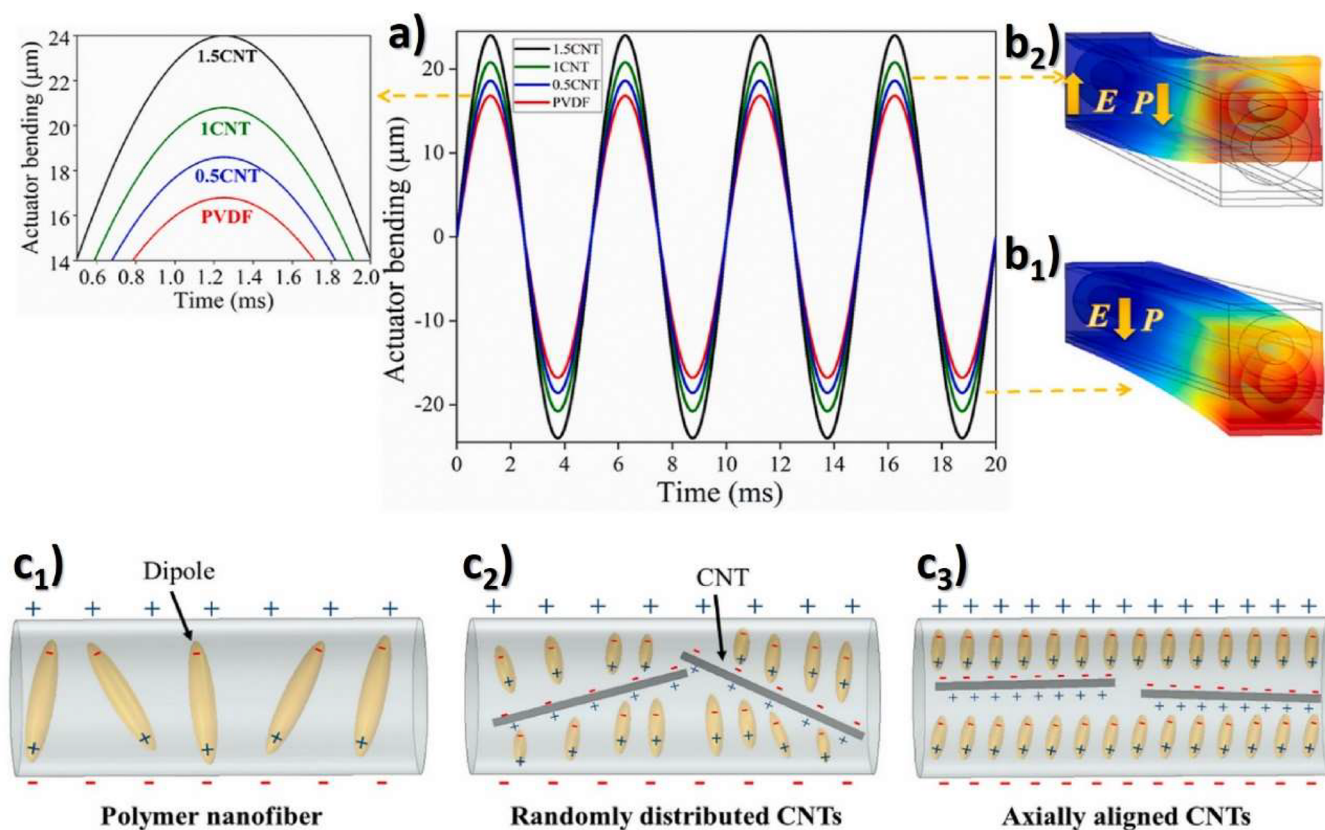 24
22
20
18
16
14
Actuator bending (μm)
1.5CNT
1CNT
0.5CNT
PVDF
0.6 0.8 1.0 1.2 1.4 1.6 1.8 2.0
Time (ms)
a)
20
10
0
-10
-20
Actuator bending (μm)
1.5CNT
1CNT
0.5CNT
PVDF
0 2 4 6 8 10 12 14 16 18 20
Time (ms)
b2)
E P
b1)
E P
c1)
Dipole
+ + + + + + +
- - - - -
+ + + + +
- - - - - - -
Polymer nanofiber
c2)
CNT
Randomly distributed CNTs
c3)
Axially aligned CNTs